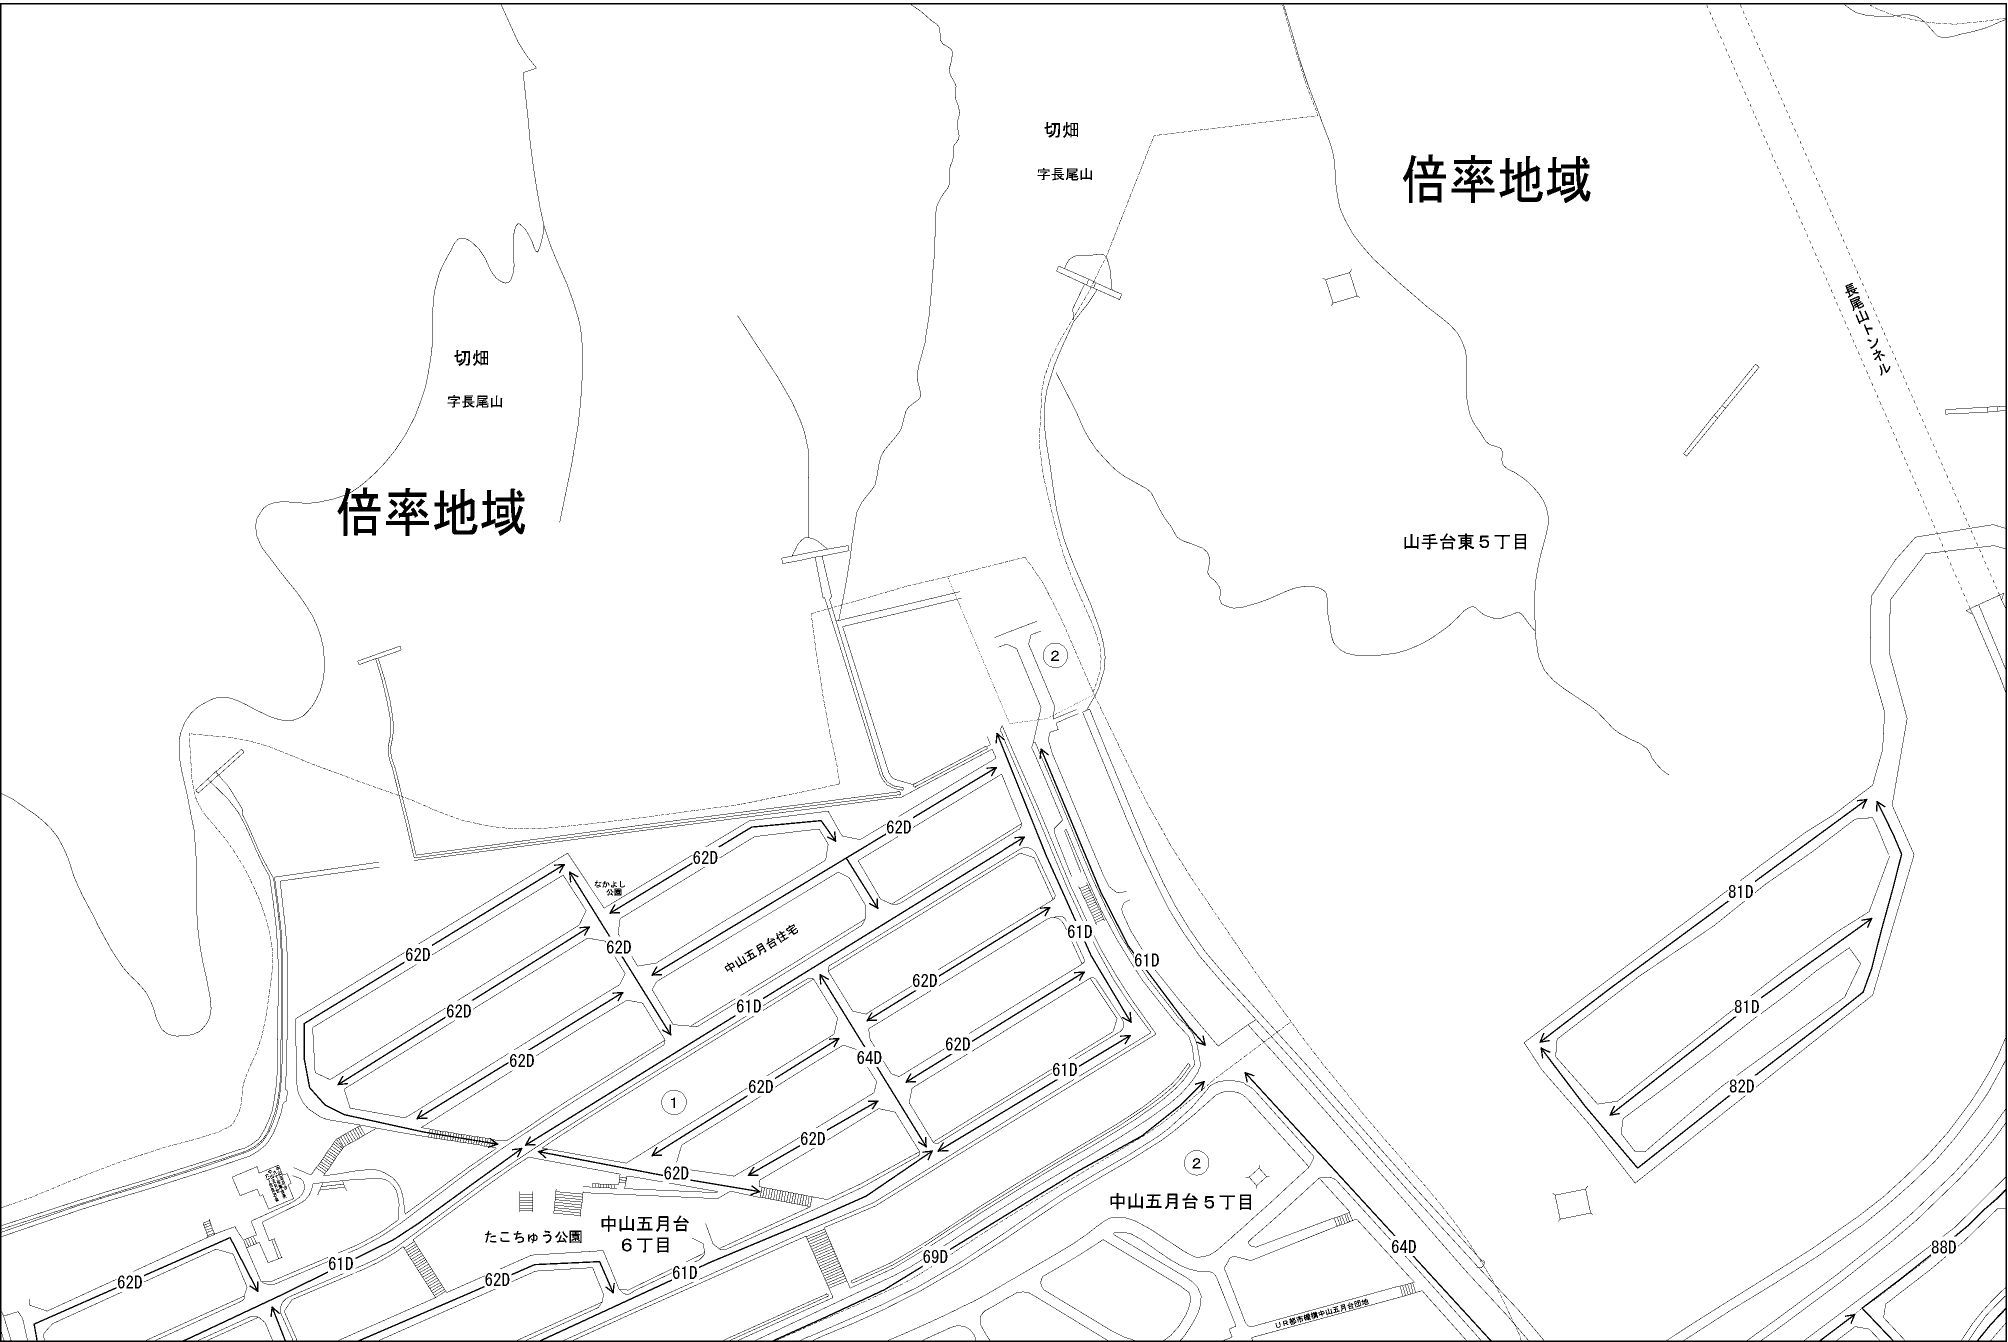 切畑
字長尾山
倍率地域
長尾山トンネル
切畑
字長尾山
倍率地域
山手台東５丁目
2
62D
62D
なかよし
公園
81D
62D
62D
中山五月台住宅
61D
61D
62D
62D
61D
81D
62D
62D
64D
62D
61D
62D
82D
1
62D
62D
2
中山五月台５丁目
たこちゅう公園
中山五月台
６丁目
69D
64D
88D
62D
61D
62D
61D
ＵＲ都市機構中山五月台団地